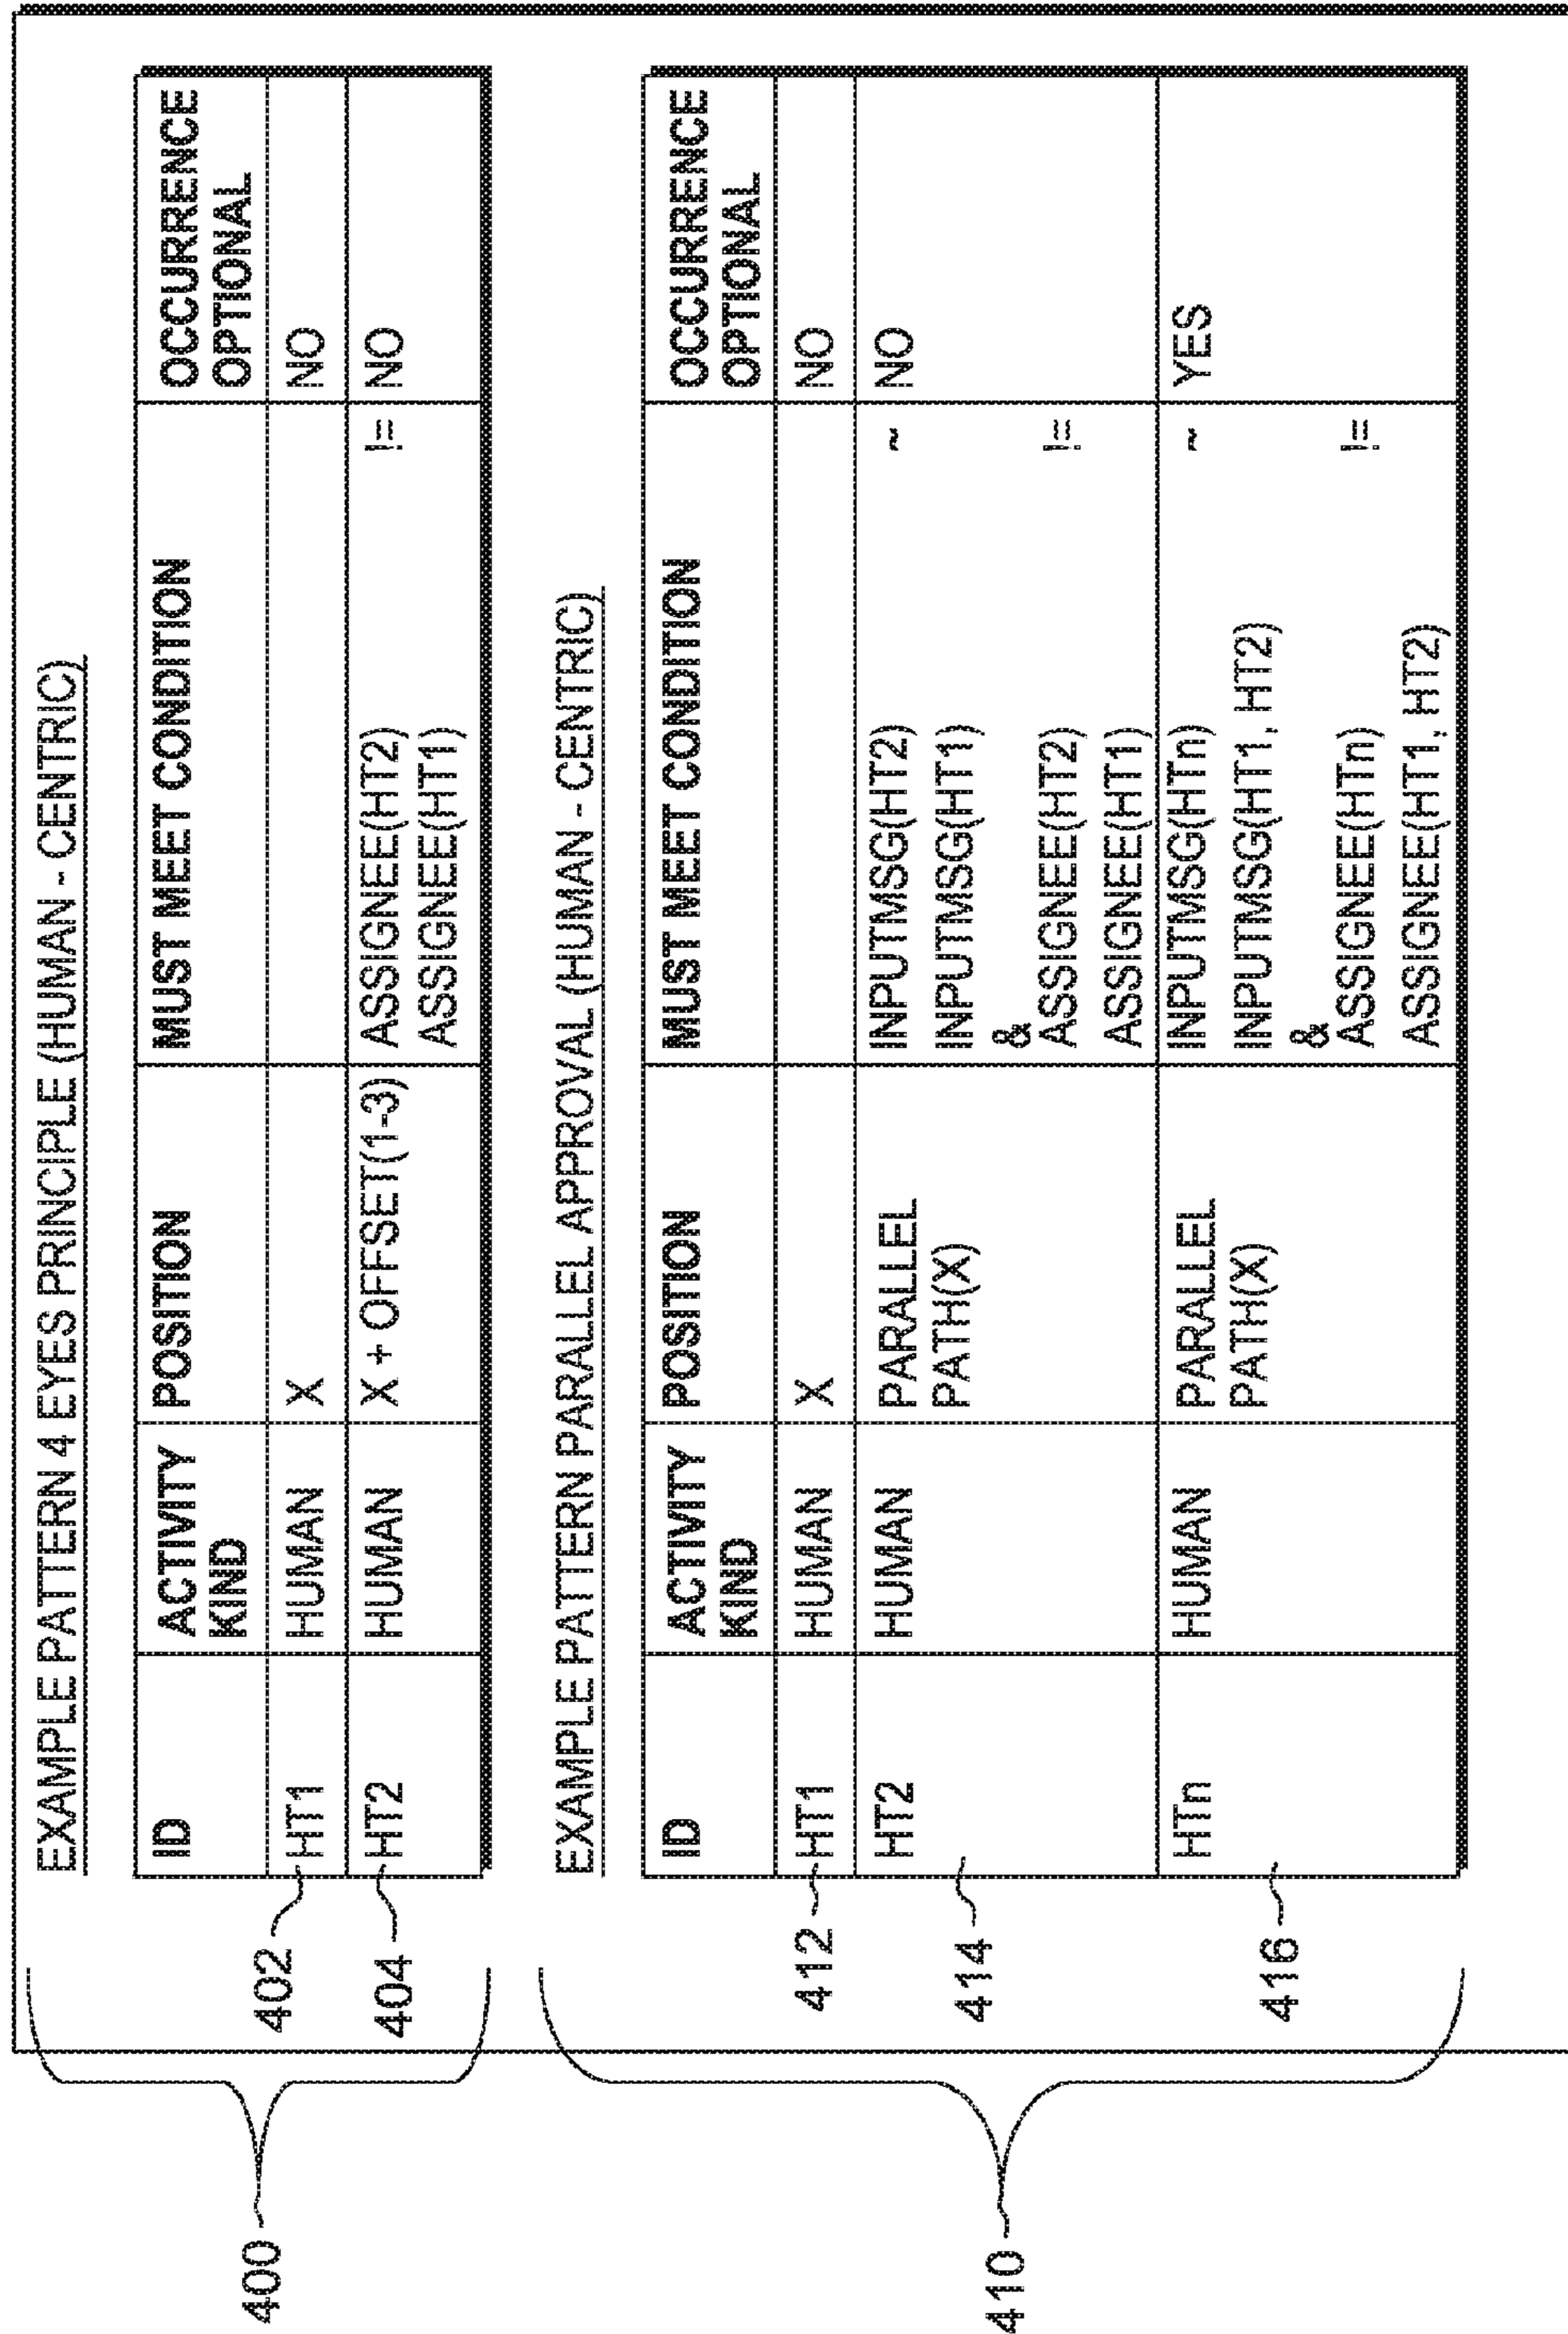 EXAMPLE PATTERN 4 EYES PRINCIPLE (HUMAN - CENTRIC)
ID ACTIVITY KIND POSITION MUST MEET CONDITION OCCURRENCE OPTIONAL
402 HT1 HUMAN X NO
404 HT2 HUMAN X + OFFSET(1-3) ASSIGNEE(HT2) != NO
ASSIGNEE(HT1)
400
EXAMPLE PATTERN PARALLEL APPROVAL (HUMAN - CENTRIC)
ID ACTIVITY KIND POSITION MUST MEET CONDITION OCCURRENCE OPTIONAL
412 HT1 HUMAN X NO
414 HT2 HUMAN PARALLEL INPUTMSG(HT2) ~ NO
PATH(X) INPUTMSG(HT1)
&
ASSIGNEE(HT2) !=
ASSIGNEE(HT1)
416 HTn HUMAN PARALLEL INPUTMSG(HTn) ~ YES
PATH(X) INPUTMSG(HT1, HT2)
&
ASSIGNEE(HTn) !=
ASSIGNEE(HT1, HT2)
410